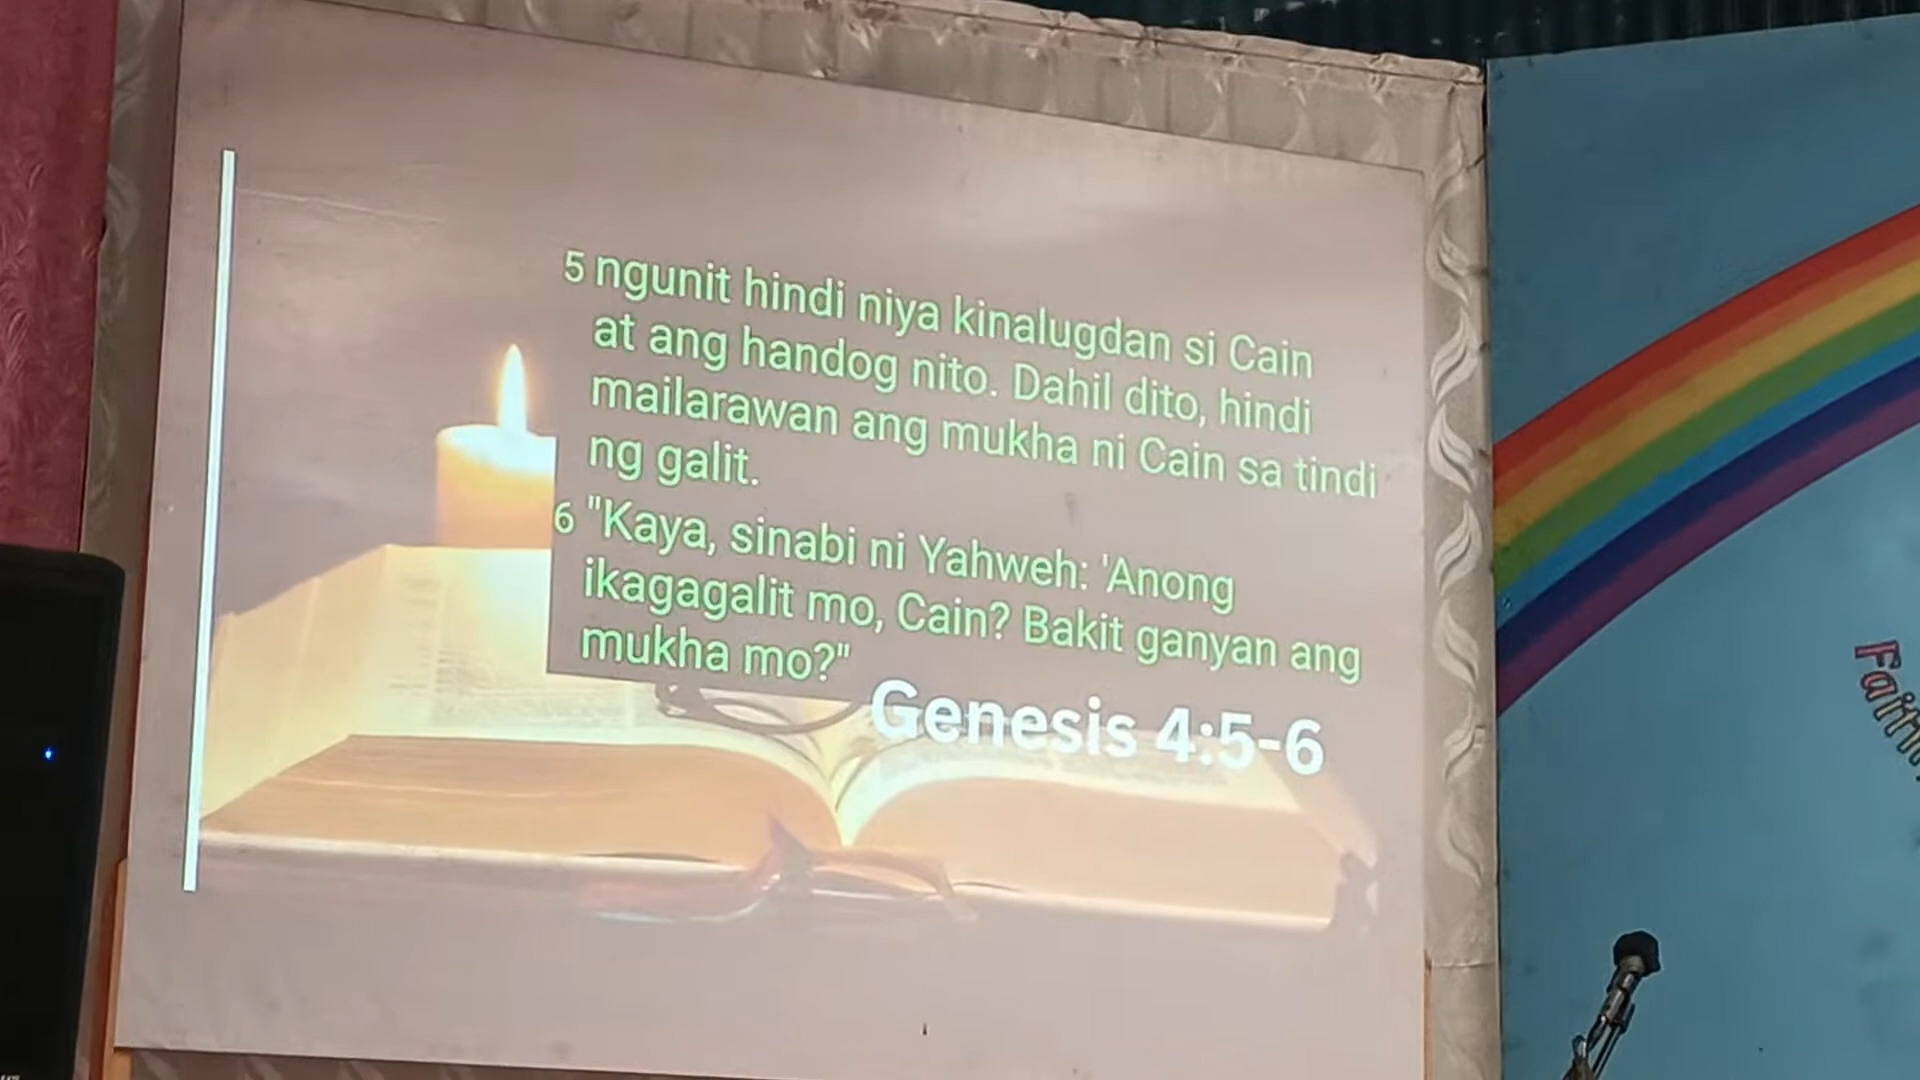 5 ngunit hindi niya kinalugdan si Cain
at ang handog nito. Dahil dito, hindi
mailarawan ang mukha ni Cain sa tindi
ng galit.
6 "Kaya, sinabi ni Yahweh: 'Anong
ikagagalit mo, Cain? Bakit ganyan ang
mukha mo?"
Genesis 4:5-6